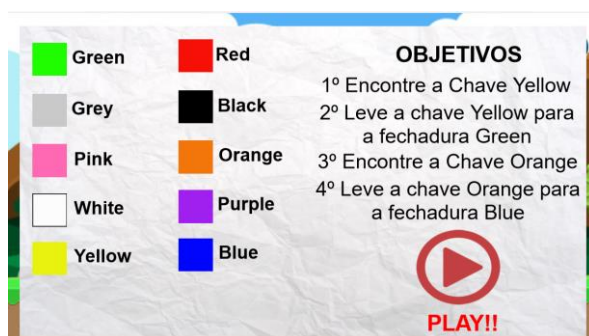 Green
Grey
Pink
White
Yellow
Red
Black
Orange
Purple
Blue
OBJETIVOS
1º Encontre a Chave Yellow
2º Leve a chave Yellow para
a fechadura Green
3º Encontre a Chave Orange
4º Leve a chave Orange para
a fechadura Blue
PLAY!!